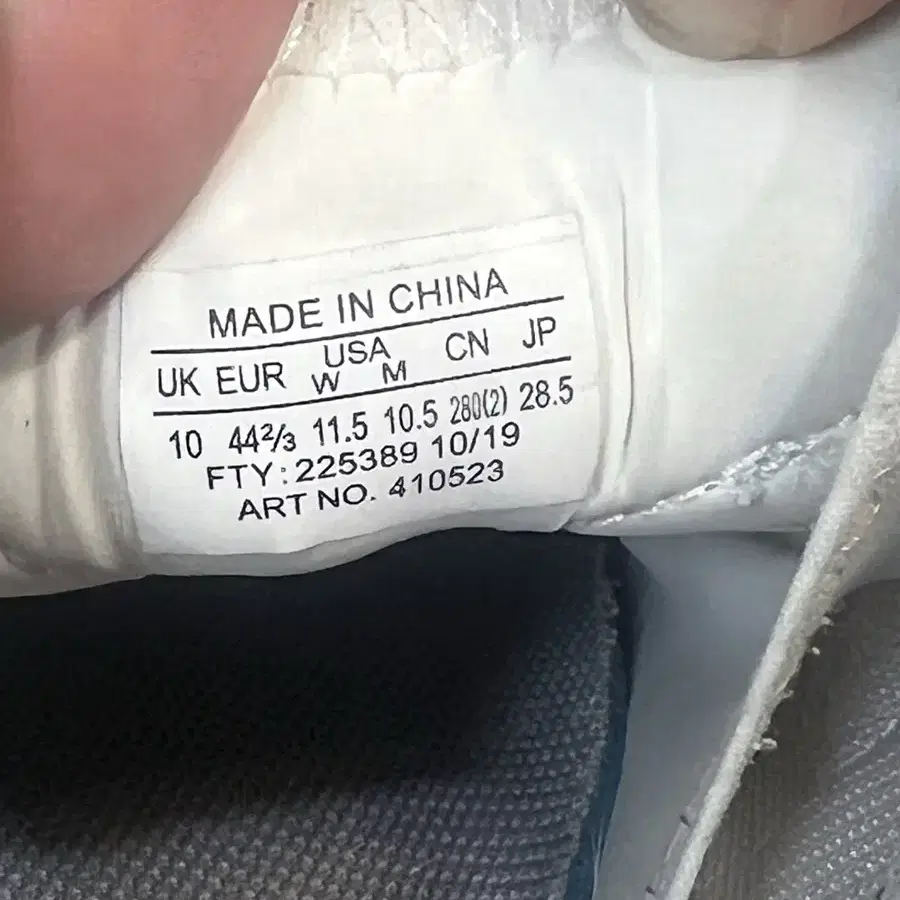 MADE IN CHINA
UK EUR USA W M CN JP
10 44⅔ 11.5 10.5 280(2) 28.5
FTY: 225389 10/19
ART NO. 410523